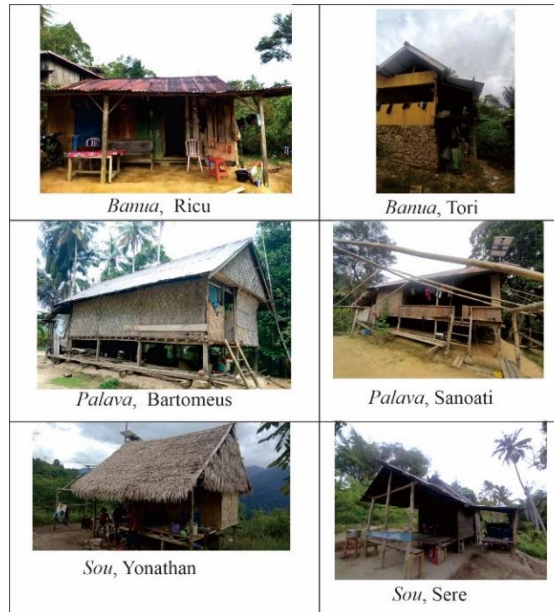 Banua, Ricu
Banua, Tori
Palava, Bartomeus
Palava, Sanoati
Sou, Yonathan
Sou, Sere